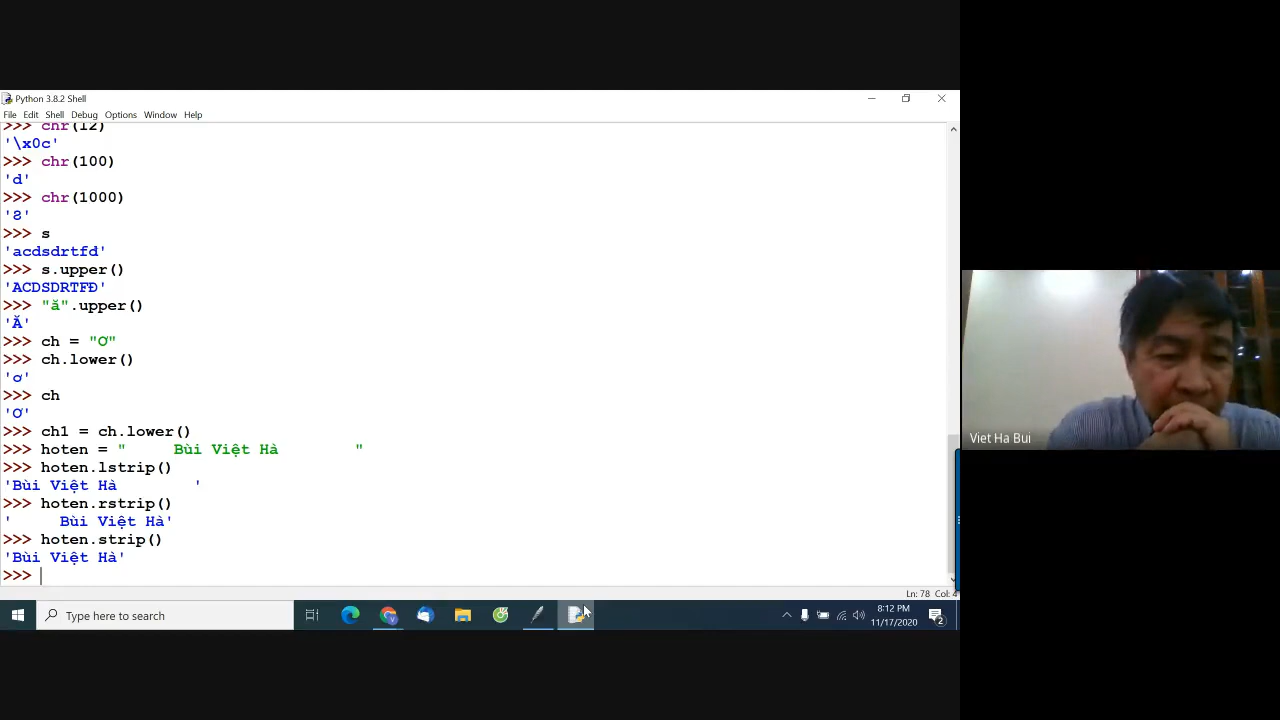 Python 3.8.2 Shell
File Edit Shell Debug Options Window Help
>>> chr(12)
'\x0c'
>>> chr(100)
'd'
>>> chr(1000)
'Ϩ'
>>> s
'acdsdrtfđ'
>>> s.upper()
'ACDSDRTFĐ'
>>> "ă".upper()
'Ă'
>>> ch = "Ơ"
>>> ch.lower()
'ơ'
>>> ch
'Ơ'
>>> ch1 = ch.lower()
>>> hoten = "     Bùi Việt Hà        "
>>> hoten.lstrip()
'Bùi Việt Hà        '
>>> hoten.rstrip()
'     Bùi Việt Hà'
>>> hoten.strip()
'Bùi Việt Hà'
>>>
Ln: 78 Col: 4
Type here to search
8:12 PM
11/17/2020
2
Viet Ha Bui